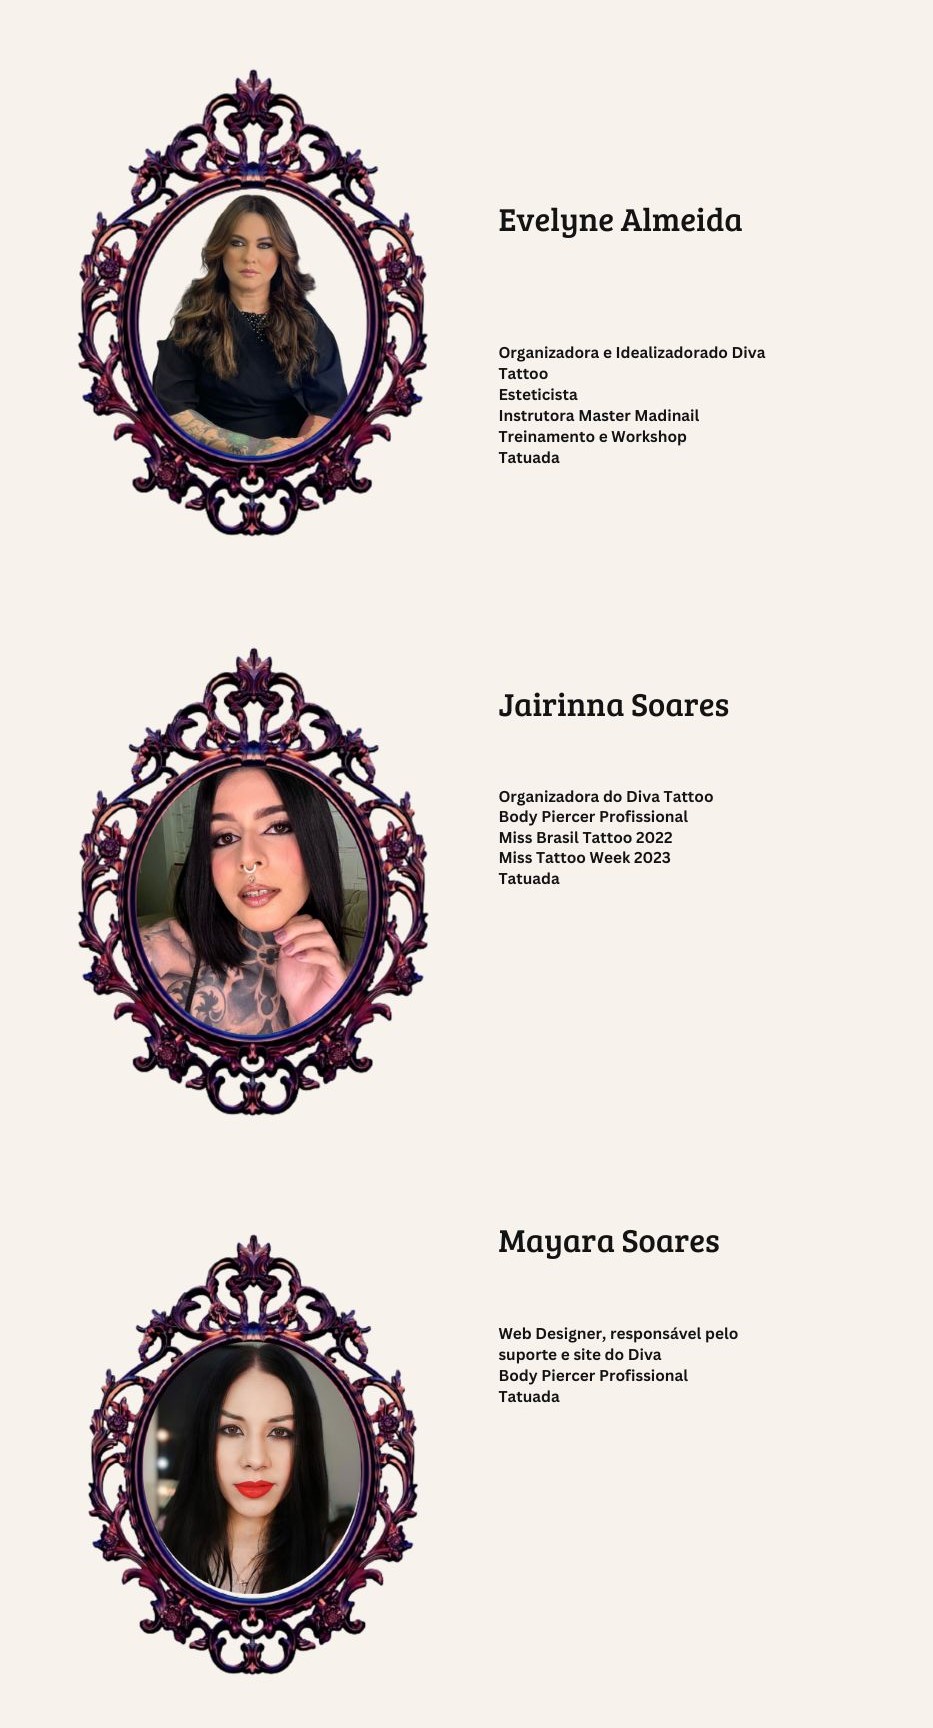 Evelyne Almeida
Organizadora e Idealizadorado Diva
Tattoo
Esteticista
Instrutora Master Madinail
Treinamento e Workshop
Tatuada
Jairinna Soares
Organizadora do Diva Tattoo
Body Piercer Profissional
Miss Brasil Tattoo 2022
Miss Tattoo Week 2023
Tatuada
Mayara Soares
Web Designer, responsável pelo
suporte e site do Diva
Body Piercer Profissional
Tatuada